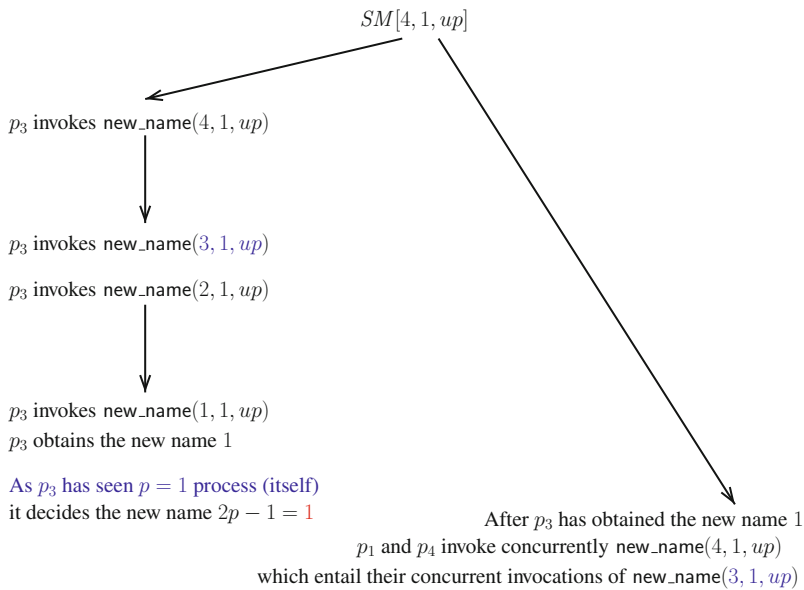 SM[4, 1, up]
p₃ invokes new_name(4, 1, up)
p₃ invokes new_name(3, 1, up)
p₃ invokes new_name(2, 1, up)
p₃ invokes new_name(1, 1, up)
p₃ obtains the new name 1
As p₃ has seen p = 1 process (itself)
it decides the new name 2p − 1 = 1
After p₃ has obtained the new name 1
p₁ and p₄ invoke concurrently new_name(4, 1, up)
which entail their concurrent invocations of new_name(3, 1, up)